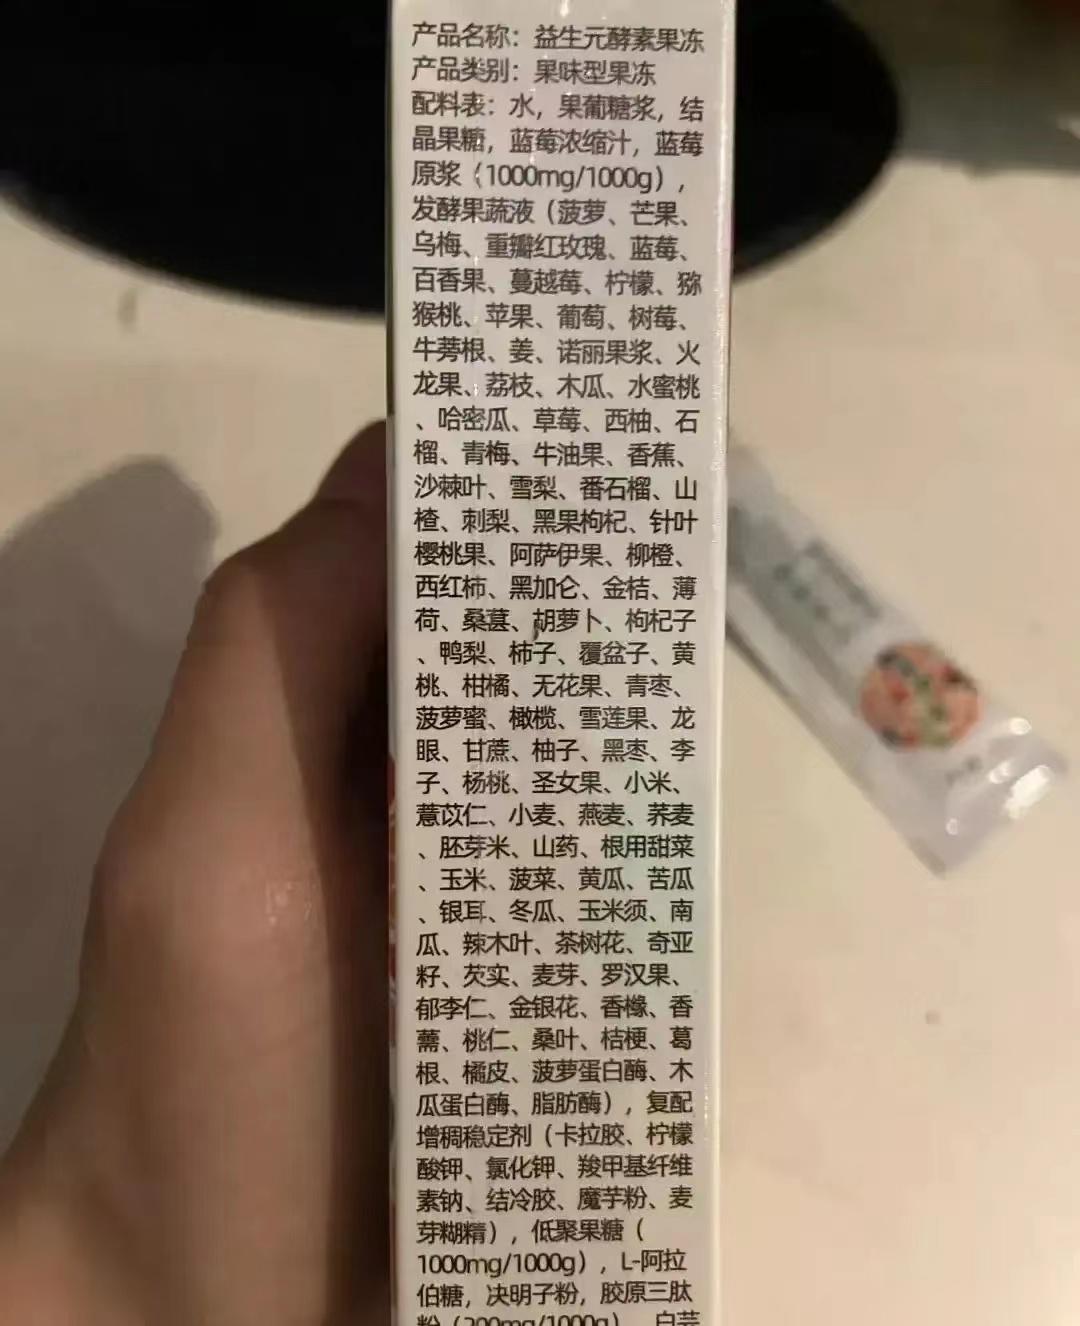 产品名称：益生元酵素果冻
产品类别：果味型果冻
配料表：水，果葡糖浆，结
晶果糖，蓝莓浓缩汁，蓝莓
原浆（1000mg/1000g），
发酵果蔬液（菠萝、芒果、
乌梅、重瓣红玫瑰、蓝莓、
百香果、蔓越莓、柠檬、猕
猴桃、苹果、葡萄、树莓、
牛蒡根、姜、诺丽果浆、火
龙果、荔枝、木瓜、水蜜桃
、哈密瓜、草莓、西柚、石
榴、青梅、牛油果、香蕉、
沙棘叶、雪梨、番石榴、山
楂、刺梨、黑果枸杞、针叶
樱桃果、阿萨伊果、柳橙、
西红柿、黑加仑、金桔、薄
荷、桑葚、胡萝卜、枸杞子
、鸭梨、柿子、覆盆子、黄
桃、柑橘、无花果、青枣、
菠萝蜜、橄榄、雪莲果、龙
眼、甘蔗、柚子、黑枣、李
子、杨桃、圣女果、小米、
薏苡仁、小麦、燕麦、荞麦
、胚芽米、山药、根用甜菜
、玉米、菠菜、黄瓜、苦瓜
、银耳、冬瓜、玉米须、南
瓜、辣木叶、茶树花、奇亚
籽、芡实、麦芽、罗汉果、
郁李仁、金银花、香橼、香
薷、桃仁、桑叶、桔梗、葛
根、橘皮、菠萝蛋白酶、木
瓜蛋白酶、脂肪酶），复配
增稠稳定剂（卡拉胶、柠檬
酸钾、氯化钾、羧甲基纤维
素钠、结冷胶、魔芋粉、麦
芽糊精），低聚果糖（
1000mg/1000g），L-阿拉
伯糖，决明子粉，胶原三肽
粉（200mg/1000g），白芸